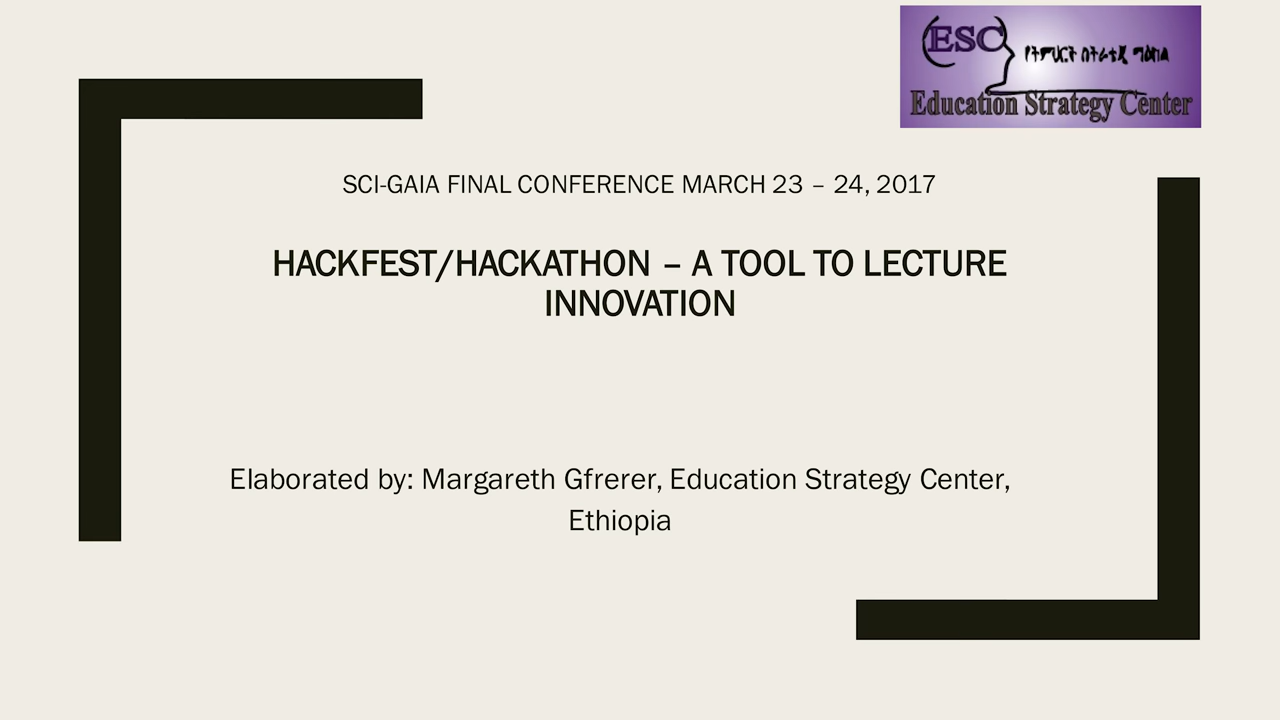 ESC
Education Strategy Center
SCI-GAIA FINAL CONFERENCE MARCH 23 – 24, 2017
HACKFEST/HACKATHON – A TOOL TO LECTURE
INNOVATION
Elaborated by: Margareth Gfrerer, Education Strategy Center,
Ethiopia